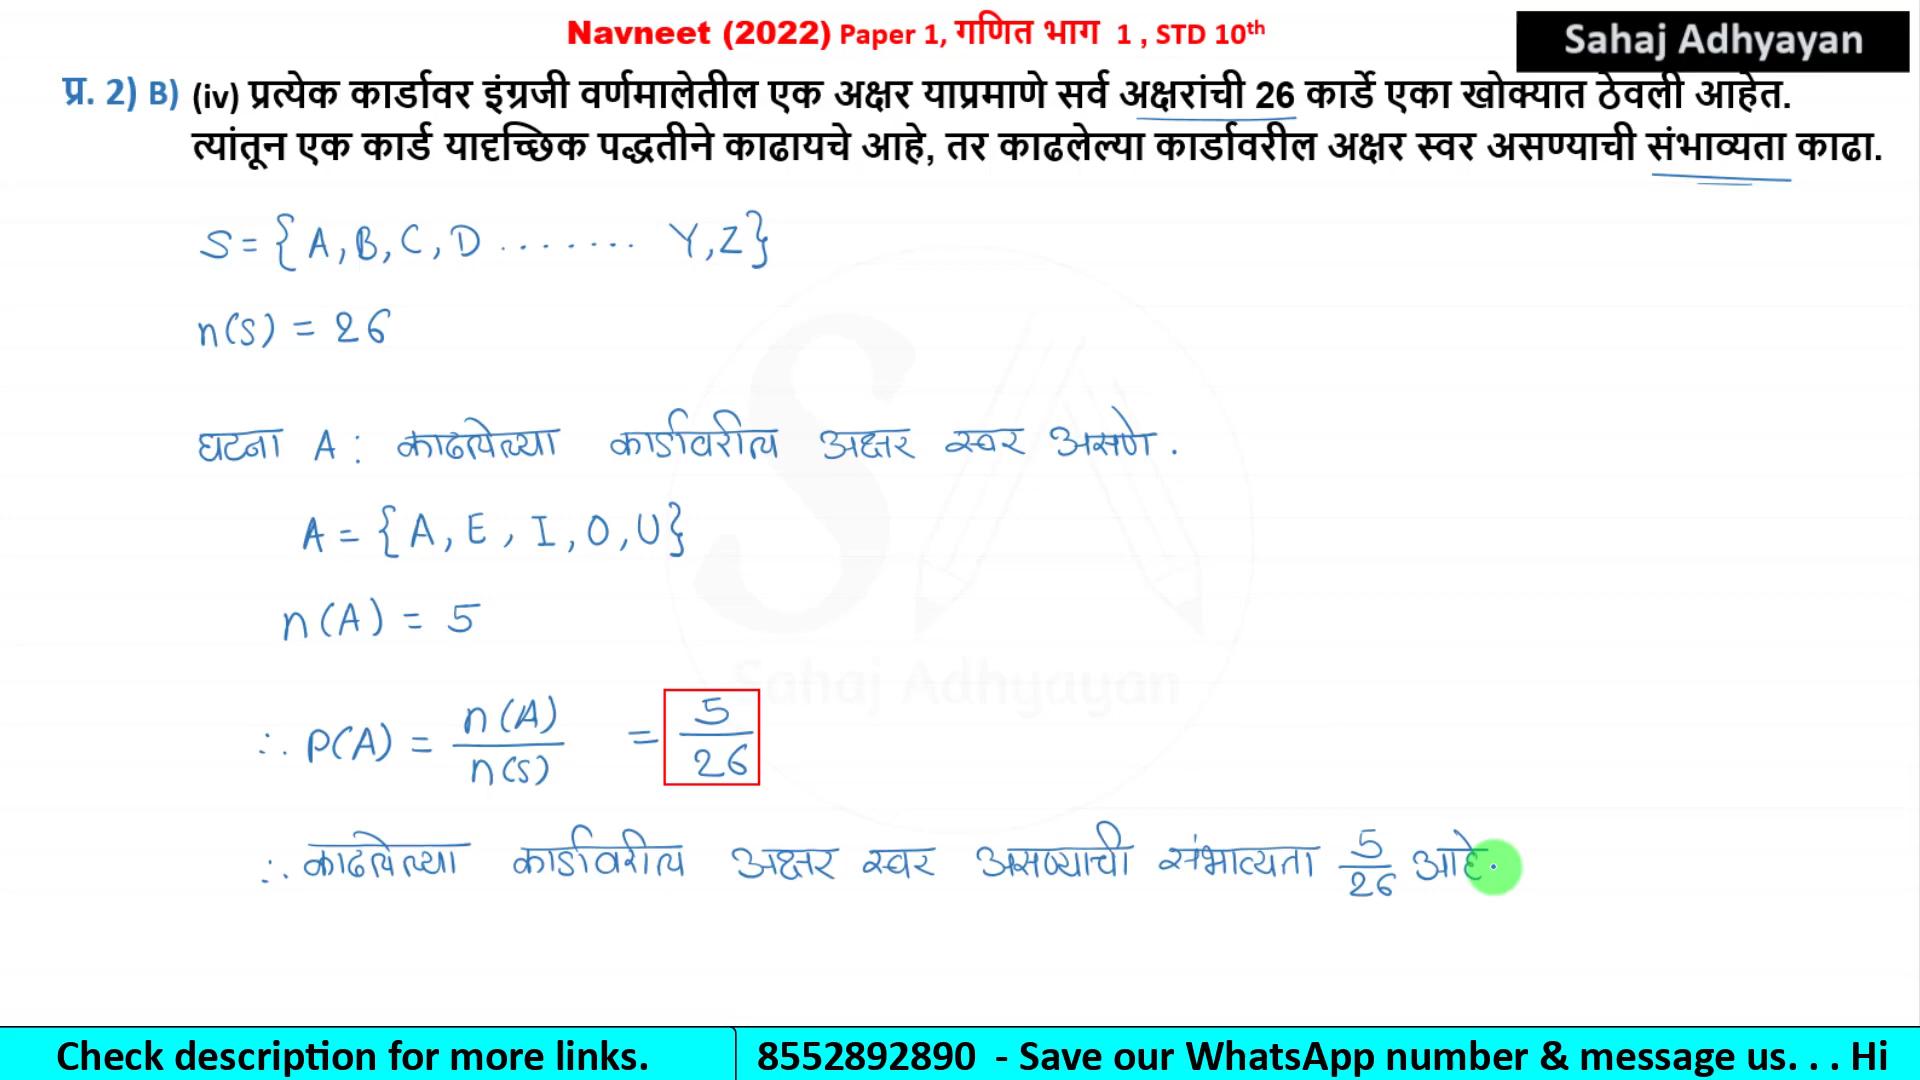 Navneet (2022) Paper 1, गणित भाग 1 , STD 10th
Sahaj Adhyayan
प्र. 2) B) (iv) प्रत्येक कार्डावर इंग्रजी वर्णमालेतील एक अक्षर याप्रमाणे सर्व अक्षरांची 26 कार्डे एका खोक्यात ठेवली आहेत.
त्यांतून एक कार्ड यादृच्छिक पद्धतीने काढायचे आहे, तर काढलेल्या कार्डावरील अक्षर स्वर असण्याची संभाव्यता काढा.
S = { A, B, C, D ........ Y, Z }
n(S) = 26
घटना A : काढलेल्या कार्डावरील अक्षर स्वर असणे .
A = { A, E, I, O, U }
n(A) = 5
∴ P(A) = n(A)/n(S) = 5/26
∴ काढलेल्या कार्डावरील अक्षर स्वर असण्याची संभाव्यता 5/26 आहे.
Sahaj Adhyayan
Check description for more links.
8552892890 - Save our WhatsApp number & message us. . . Hi